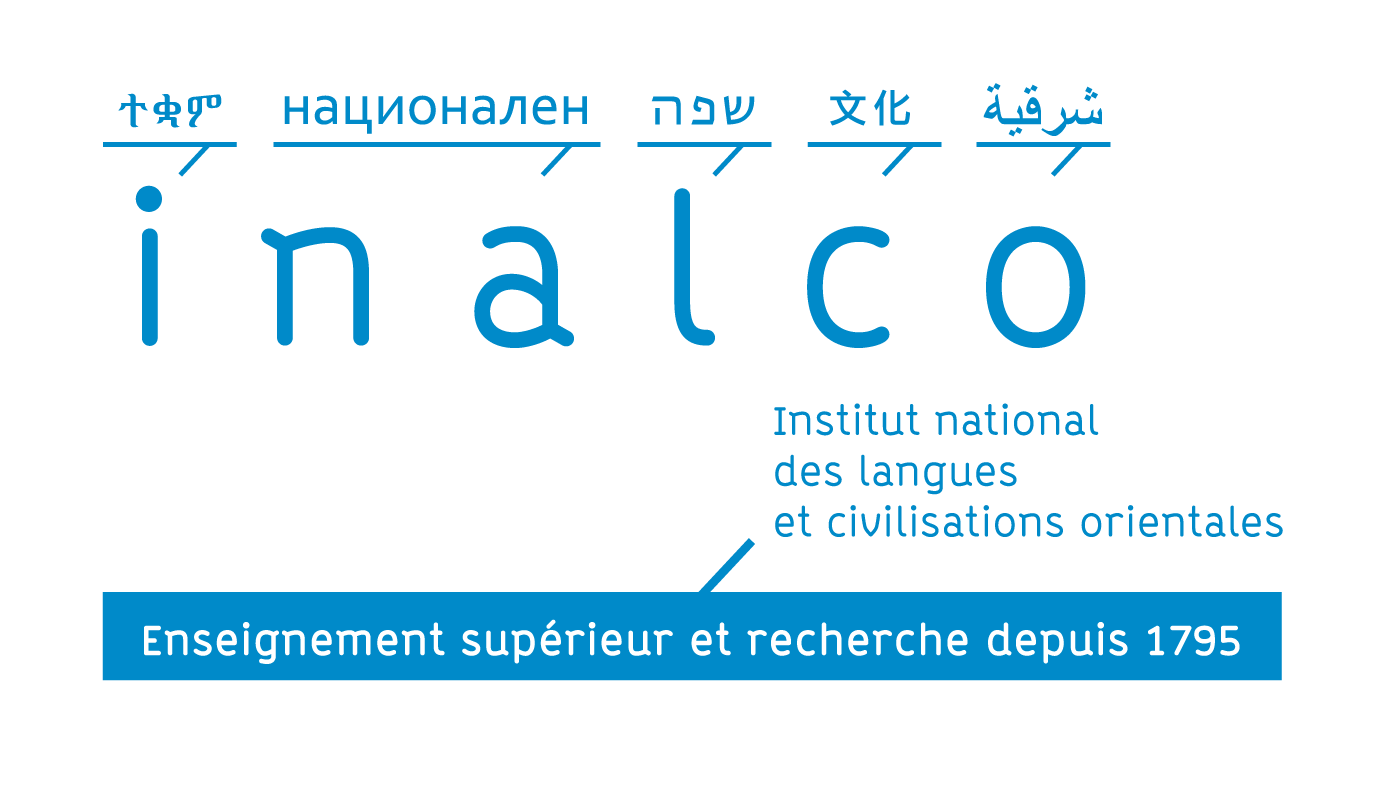 ተቋም национален שפה 文化 شرقية
inalco
Institut national
des langues
et civilisations orientales
Enseignement supérieur et recherche depuis 1795